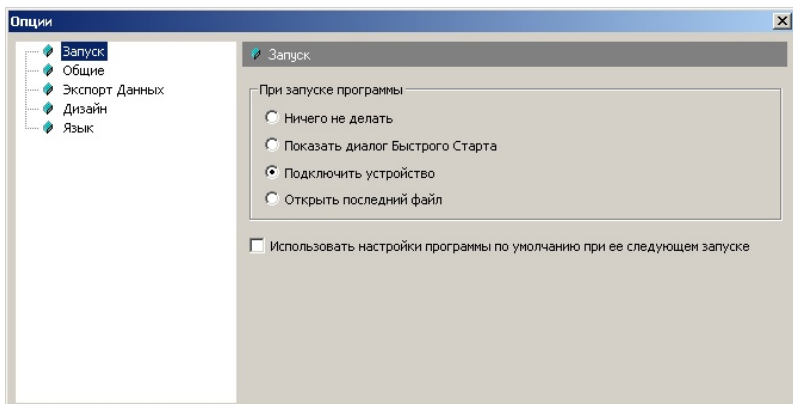 Опции
Запуск
Общие
Экспорт Данных
Дизайн
Язык
Запуск
При запуске программы
Ничего не делать
Показать диалог Быстрого Старта
Подключить устройство
Открыть последний файл
Использовать настройки программы по умолчанию при ее следующем запуске